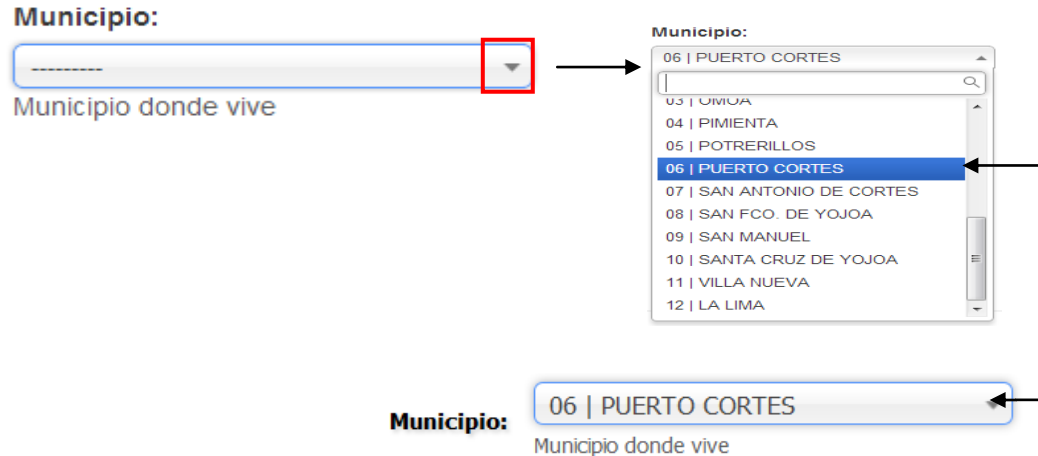 Municipio:
---------
Municipio donde vive
Municipio:
06 | PUERTO CORTES
03 | OMOA
04 | PIMIENTA
05 | POTRERILLOS
06 | PUERTO CORTES
07 | SAN ANTONIO DE CORTES
08 | SAN FCO. DE YOJOA
09 | SAN MANUEL
10 | SANTA CRUZ DE YOJOA
11 | VILLA NUEVA
12 | LA LIMA
Municipio:
06 | PUERTO CORTES
Municipio donde vive